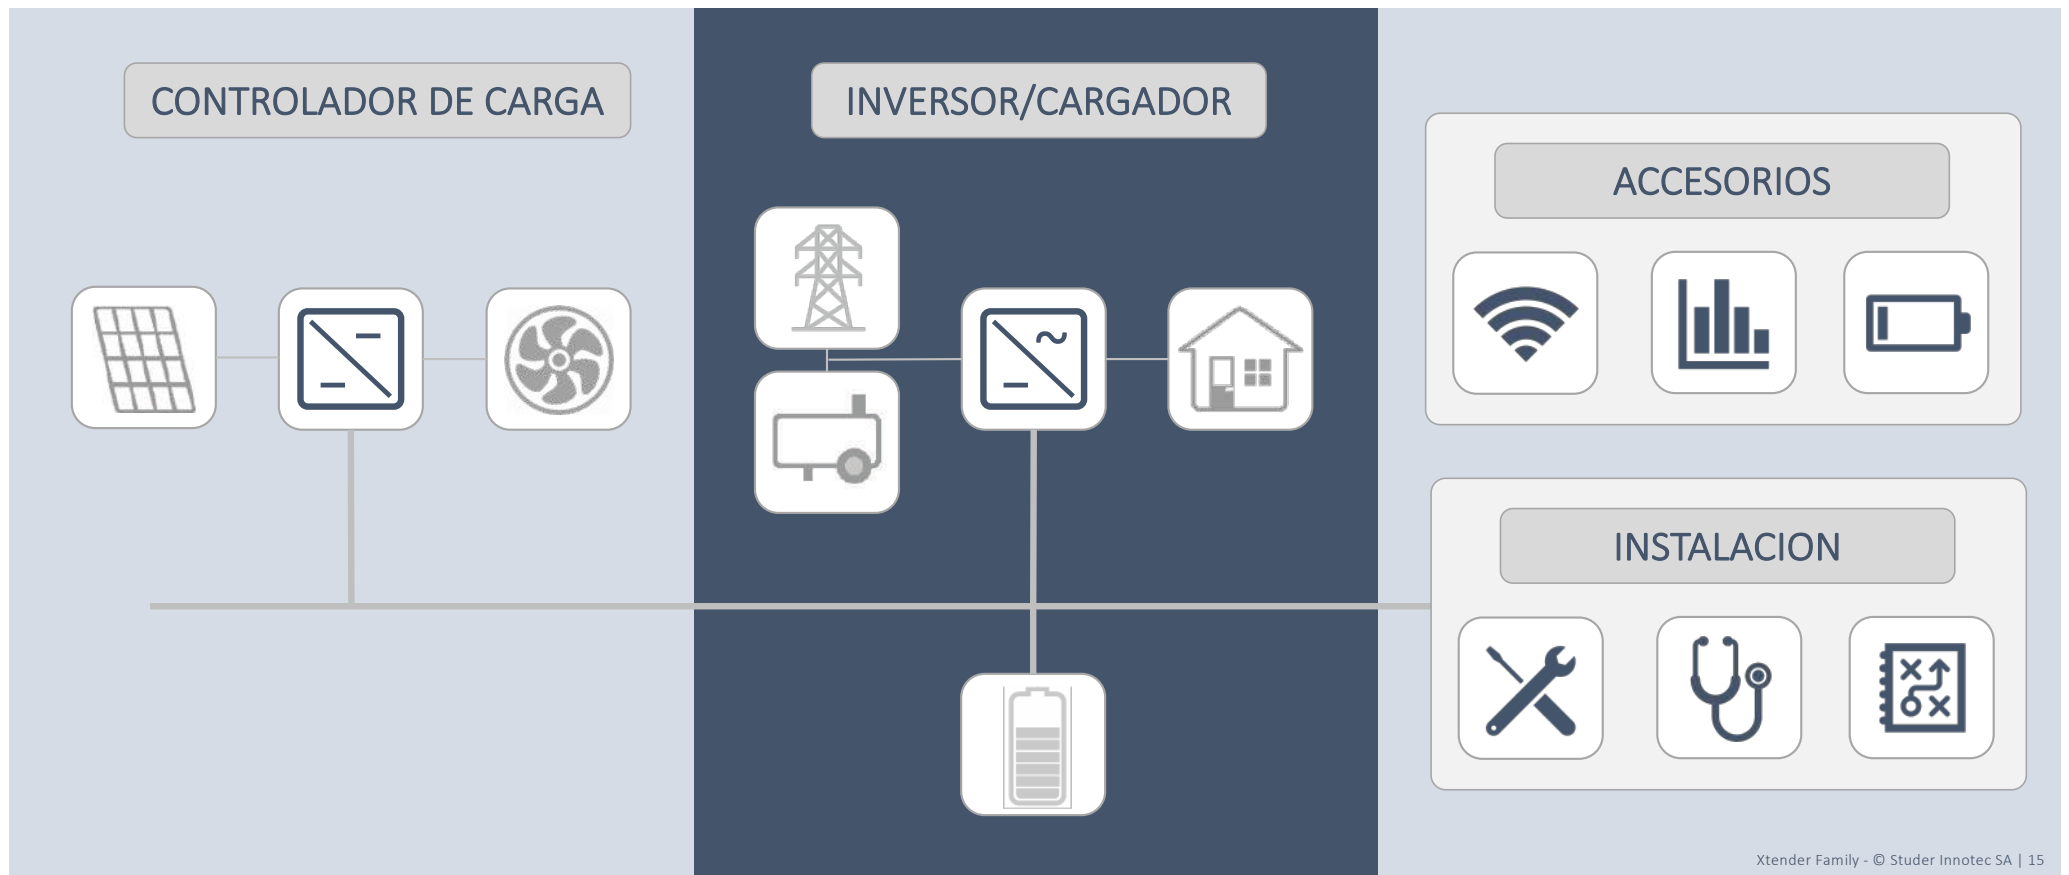 CONTROLADOR DE CARGA
INVERSOR/CARGADOR
ACCESORIOS
INSTALACION
Xtender Family - © Studer Innotec SA | 15